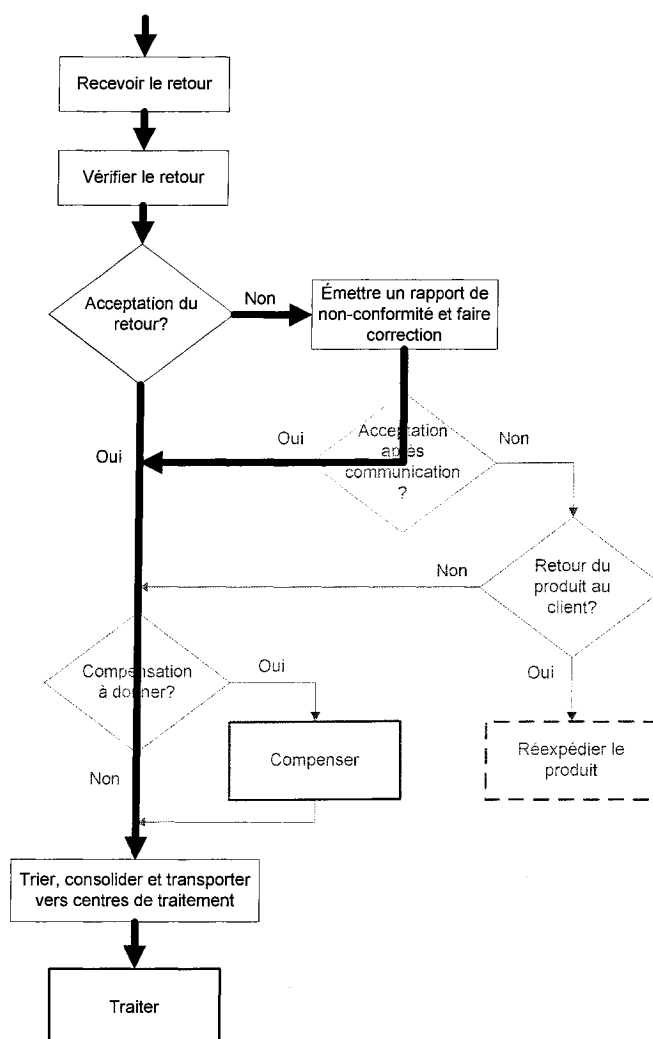 Recevoir le retour
Vérifier le retour
Acceptation du
retour?
Non
Émettre un rapport de
non-conformité et faire
correction
Oui
Oui
Acceptation
après
communication
?
Non
Retour du
produit au
client?
Non
Compensation
à donner?
Oui
Oui
Compenser
Réexpédier le
produit
Non
Trier, consolider et transporter
vers centres de traitement
Traiter